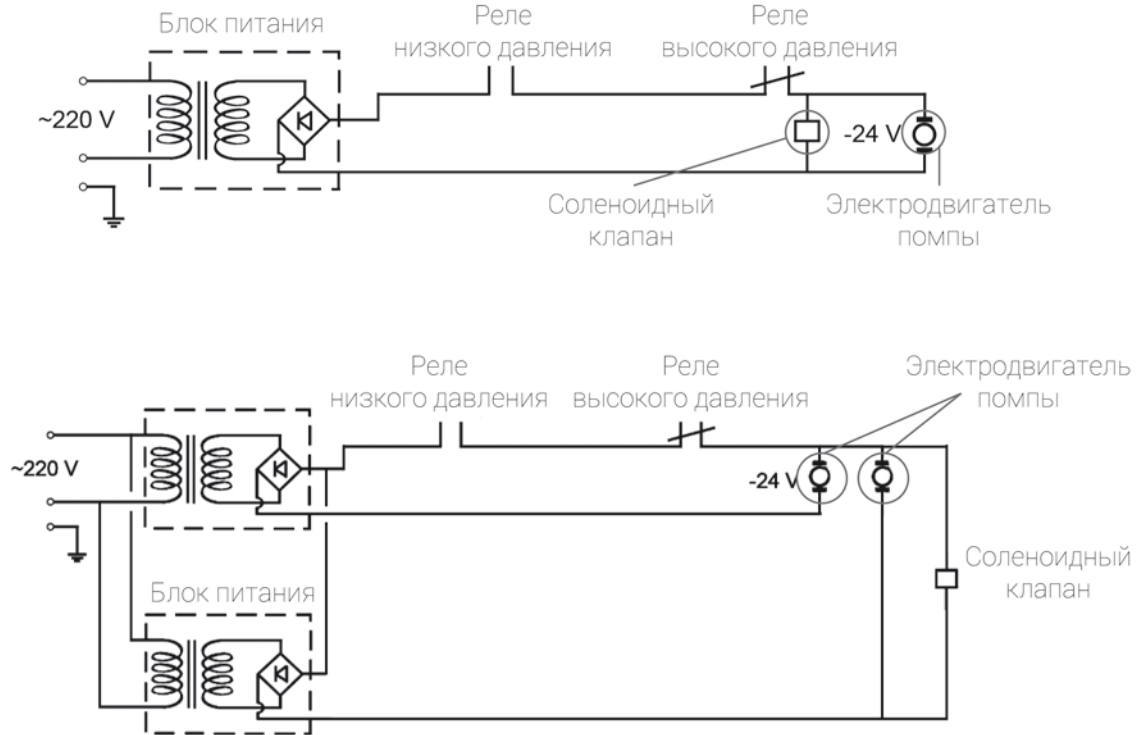 Блок питания
Реле
низкого давления
Реле
высокого давления
~220 V
-24 V
Соленоидный
клапан
Электродвигатель
помпы
Реле
низкого давления
Реле
высокого давления
Электродвигатель
помпы
~220 V
-24 V
Соленоидный
клапан
Блок питания